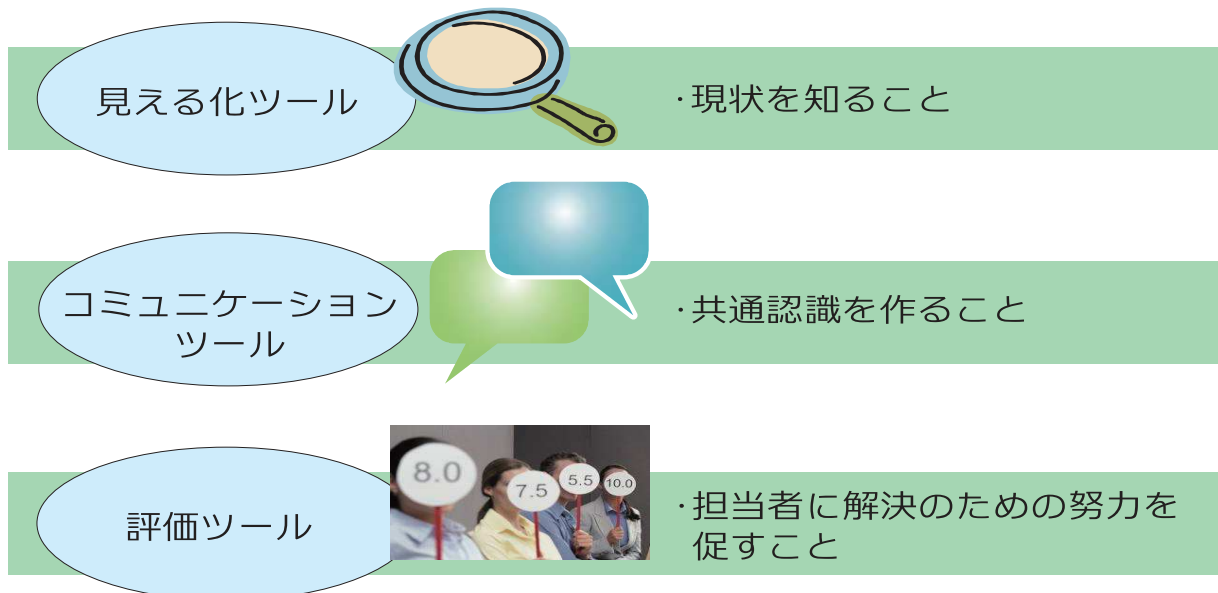 見える化ツール
・現状を知ること
コミュニケーション
ツール
・共通認識を作ること
評価ツール
8.0
7.5
5.5
10.0
・担当者に解決のための努力を
促すこと